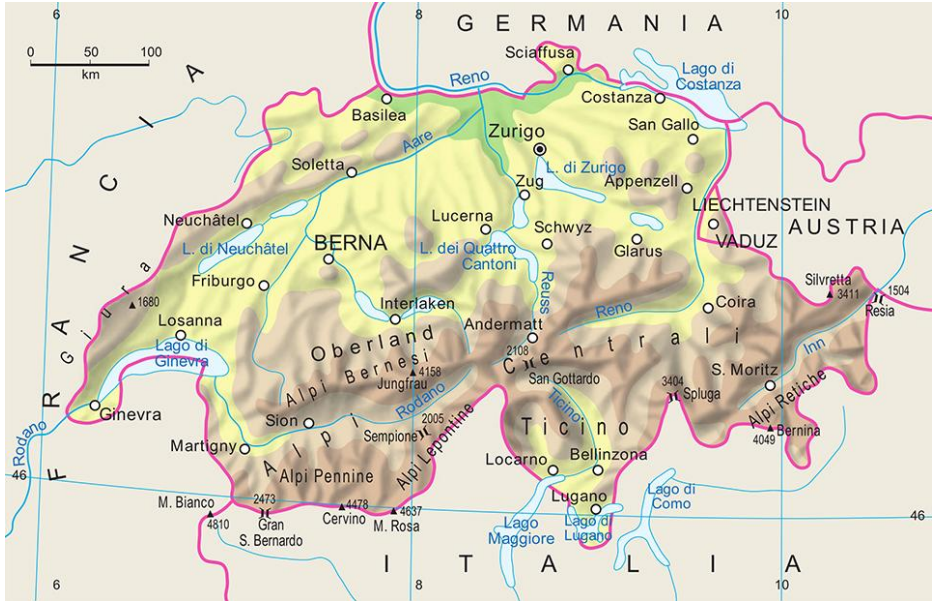 6
8
10
G E R M A N I A
0 50 100
km
Sciaffusa
Reno
Lago di
Costanza
Costanza
Basilea
San Gallo
Zurigo
Aare
Soletta
L. di Zurigo
Zug
Appenzell
LIECHTENSTEIN
Neuchâtel
Lucerna
Schwyz
AUSTRIA
L. di Neuchâtel
BERNA
L. dei Quattro
Cantoni
Glarus
VADUZ
Friburgo
Silvretta
3411
1504
Resia
Giura
1680
Interlaken
Reuss
Reno
Coira
Losanna
Andermatt
Oberland
Lago di
Ginevra
2108
Centrali
Inn
Alpi Bernesi
4158
Jungfrau
San Gottardo
S. Moritz
3404
Spluga
Rodano
Ticino
Alpi Retiche
Ginevra
Sion
2005
Sempione
Ticino
Bernina
4049
Rodano
Martigny
Alpi
Alpi Lepontine
FRANCIA
46
Alpi Pennine
Locarno
Bellinzona
M. Bianco
4810
2473
Gran
S. Bernardo
4478
Cervino
4637
M. Rosa
Lugano
Lago di
Como
Lago
Maggiore
Lago di
Lugano
46
I T A L I A
6
8
10